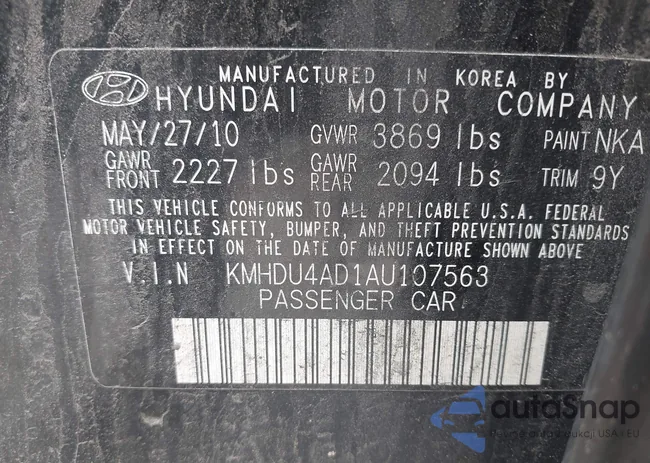 MANUFACTURED IN KOREA BY
HYUNDAI MOTOR COMPANY
MAY/27/10 GVWR 3869 lbs PAINT NKA
GAWR FRONT 2227 lbs GAWR REAR 2094 lbs TRIM 9Y
THIS VEHICLE CONFORMS TO ALL APPLICABLE U.S.A. FEDERAL
MOTOR VEHICLE SAFETY, BUMPER, AND THEFT PREVENTION STANDARDS
IN EFFECT ON THE DATE OF MANUFACTURE SHOWN ABOVE.
V.I.N KMHDU4AD1AU107563
PASSENGER CAR
autoSnap
USA - EU